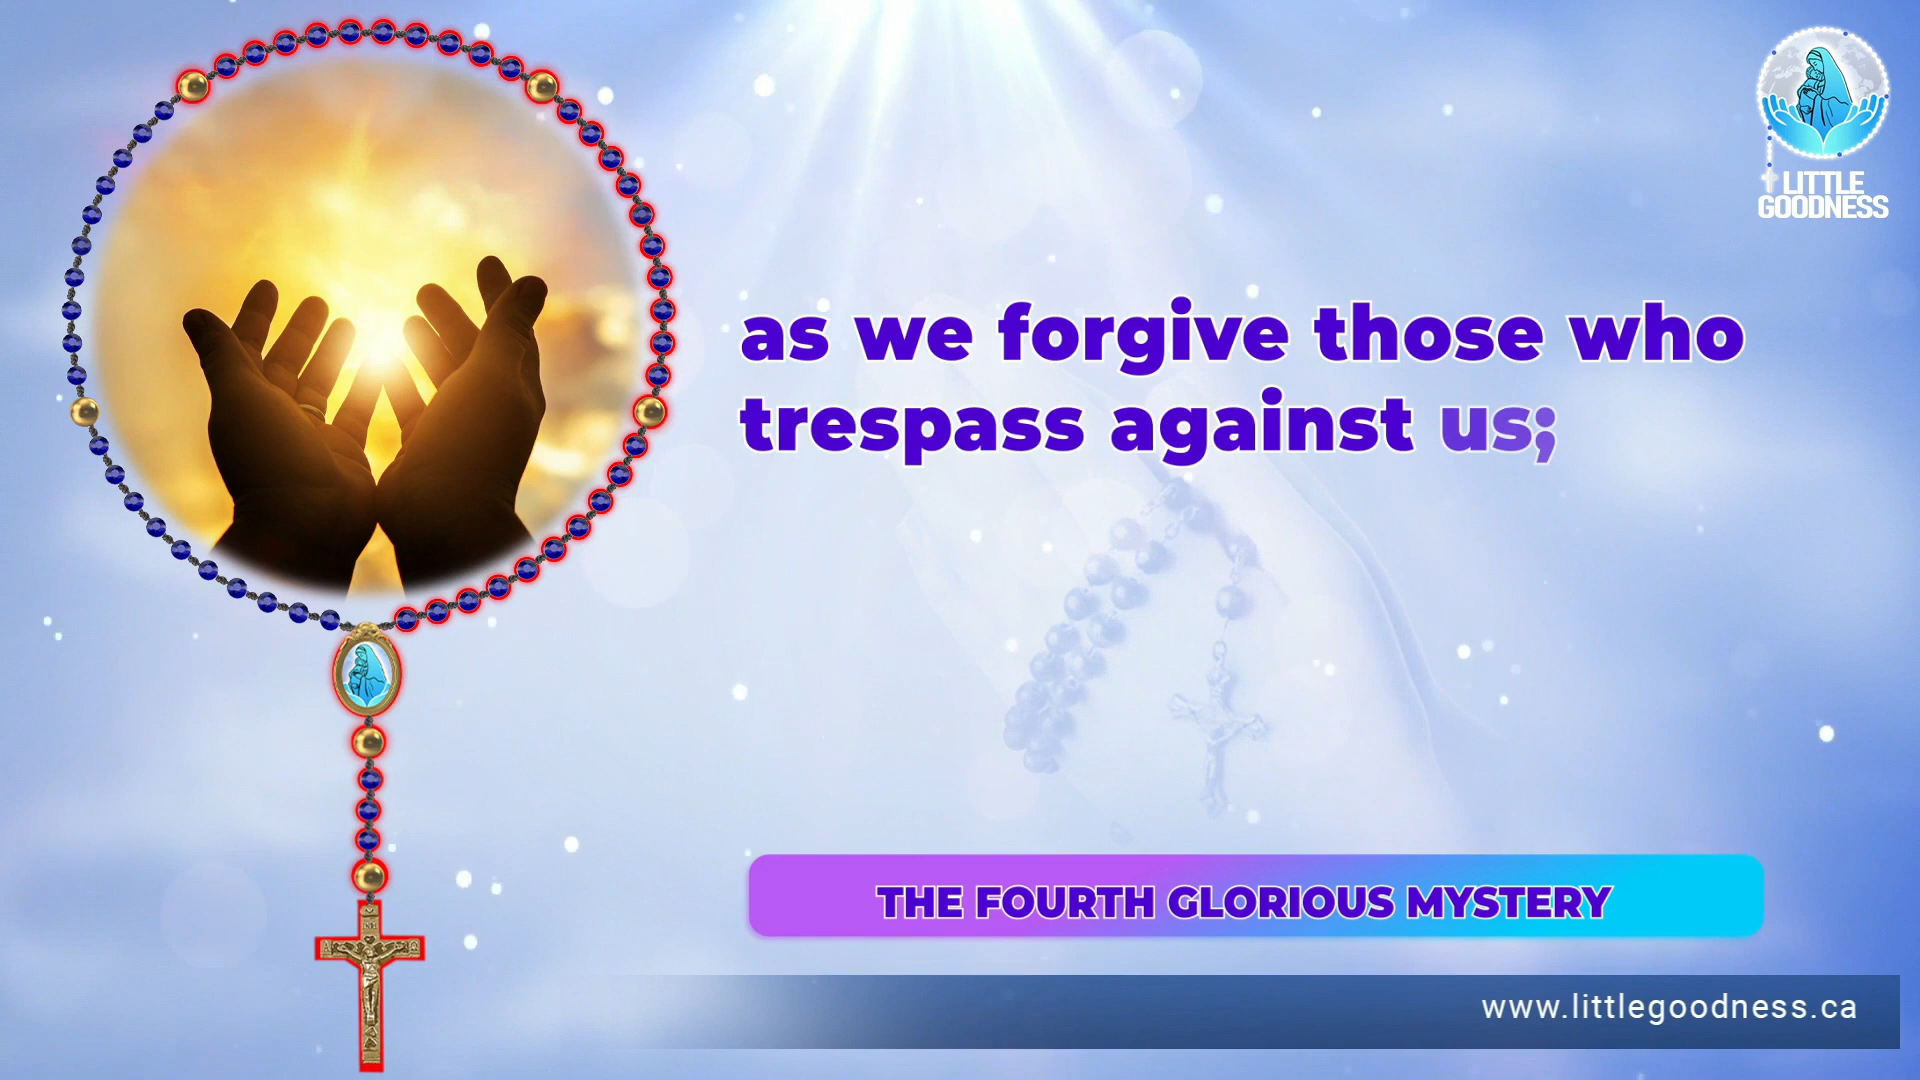 LITTLE
GOODNESS
as we forgive those who
trespass against us;
THE FOURTH GLORIOUS MYSTERY
www.littlegoodness.ca